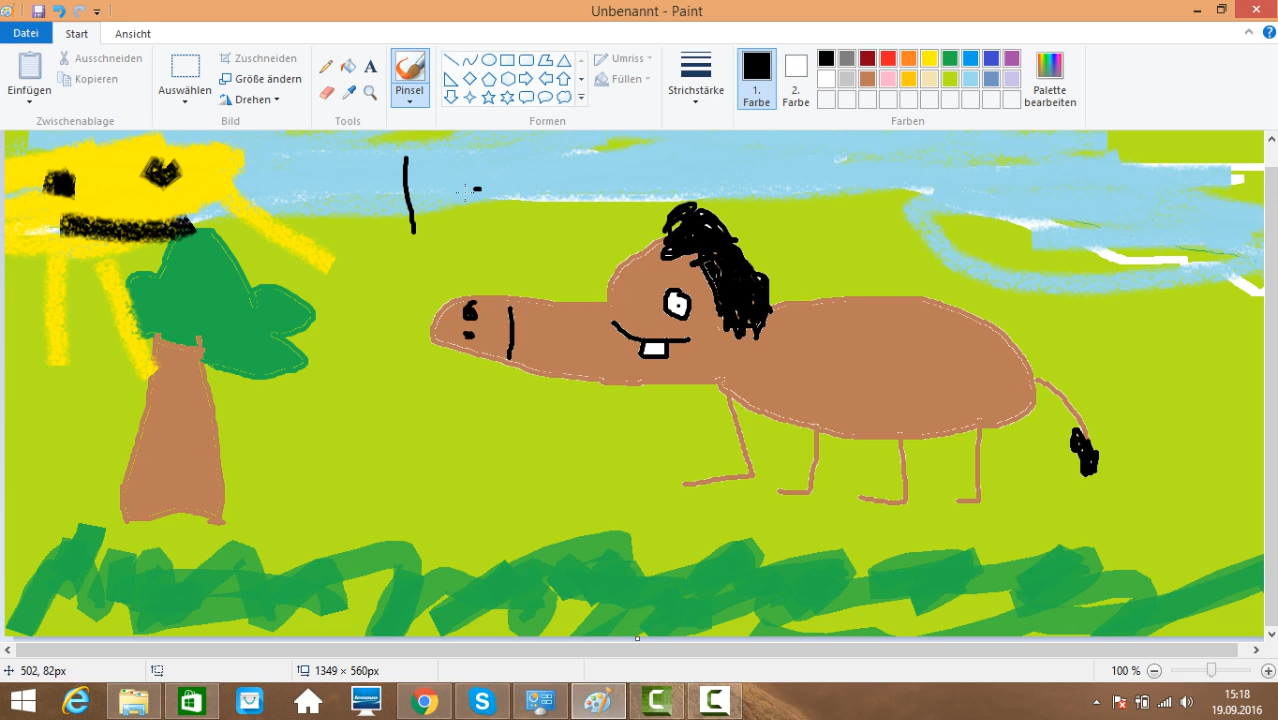 Unbenannt - Paint
Datei Start Ansicht
Einfügen
Ausschneiden
Kopieren
Zwischenablage
Auswählen
Zuschneiden
Größe ändern
Drehen
Bild
A
Tools
Pinsel
Umriss
Füllen
Formen
Strichstärke
1.
Farbe
2.
Farbe
Palette
bearbeiten
Farben
502, 82px
1349 × 560px
100 %
15:18
19.09.2016